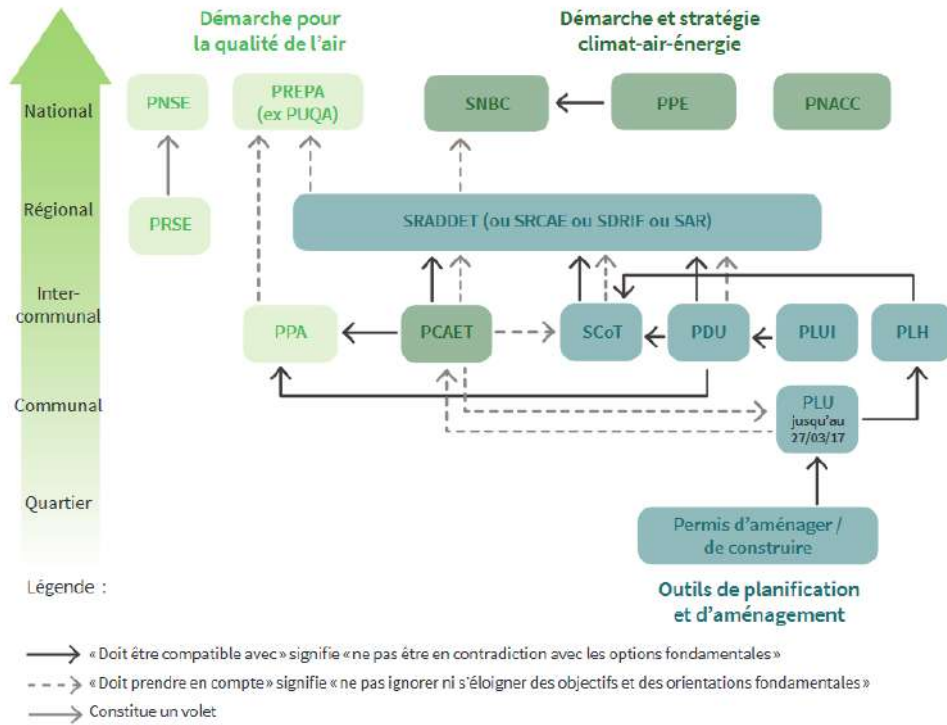 Démarche pour
la qualité de l'air
Démarche et stratégie
climat-air-énergie
National
PNSE
PREPA
(ex PUQA)
SNBC
PPE
PNACC
Régional
PRSE
SRADDET (ou SRCAE ou SDRIF ou SAR)
Inter-
communal
PPA
PCAET
SCoT
PDU
PLUI
PLH
Communal
PLU
jusqu'au
27/03/17
Quartier
Permis d'aménager /
de construire
Légende :
Outils de planification
et d'aménagement
« Doit être compatible avec » signifie « ne pas être en contradiction avec les options fondamentales »
« Doit prendre en compte » signifie « ne pas ignorer ni s'éloigner des objectifs et des orientations fondamentales »
Constitue un volet